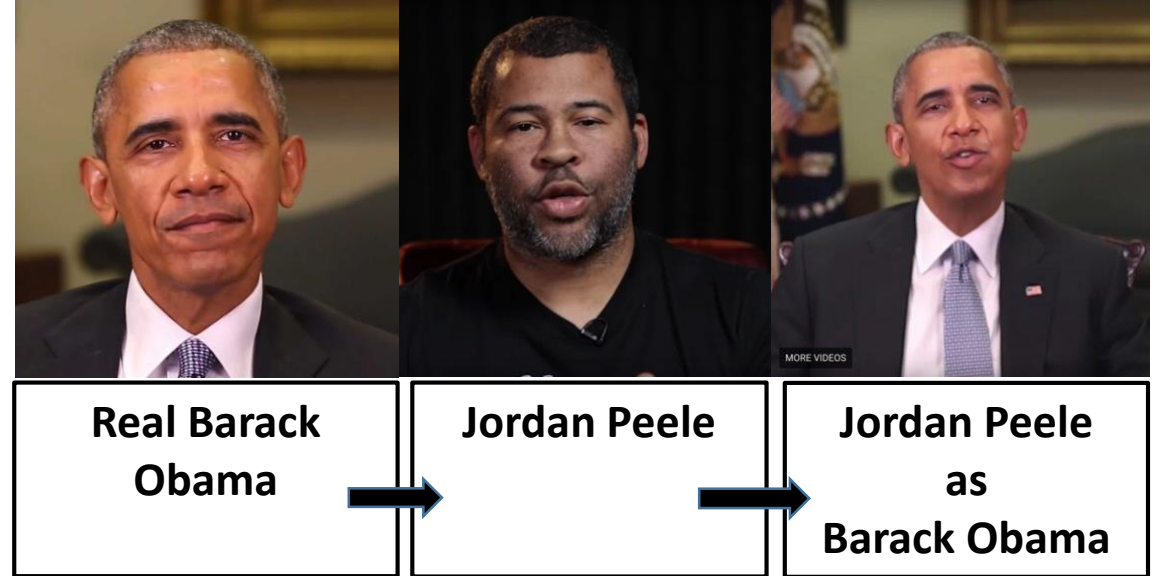 MORE VIDEOS
Real Barack
Obama
Jordan Peele
Jordan Peele
as
Barack Obama